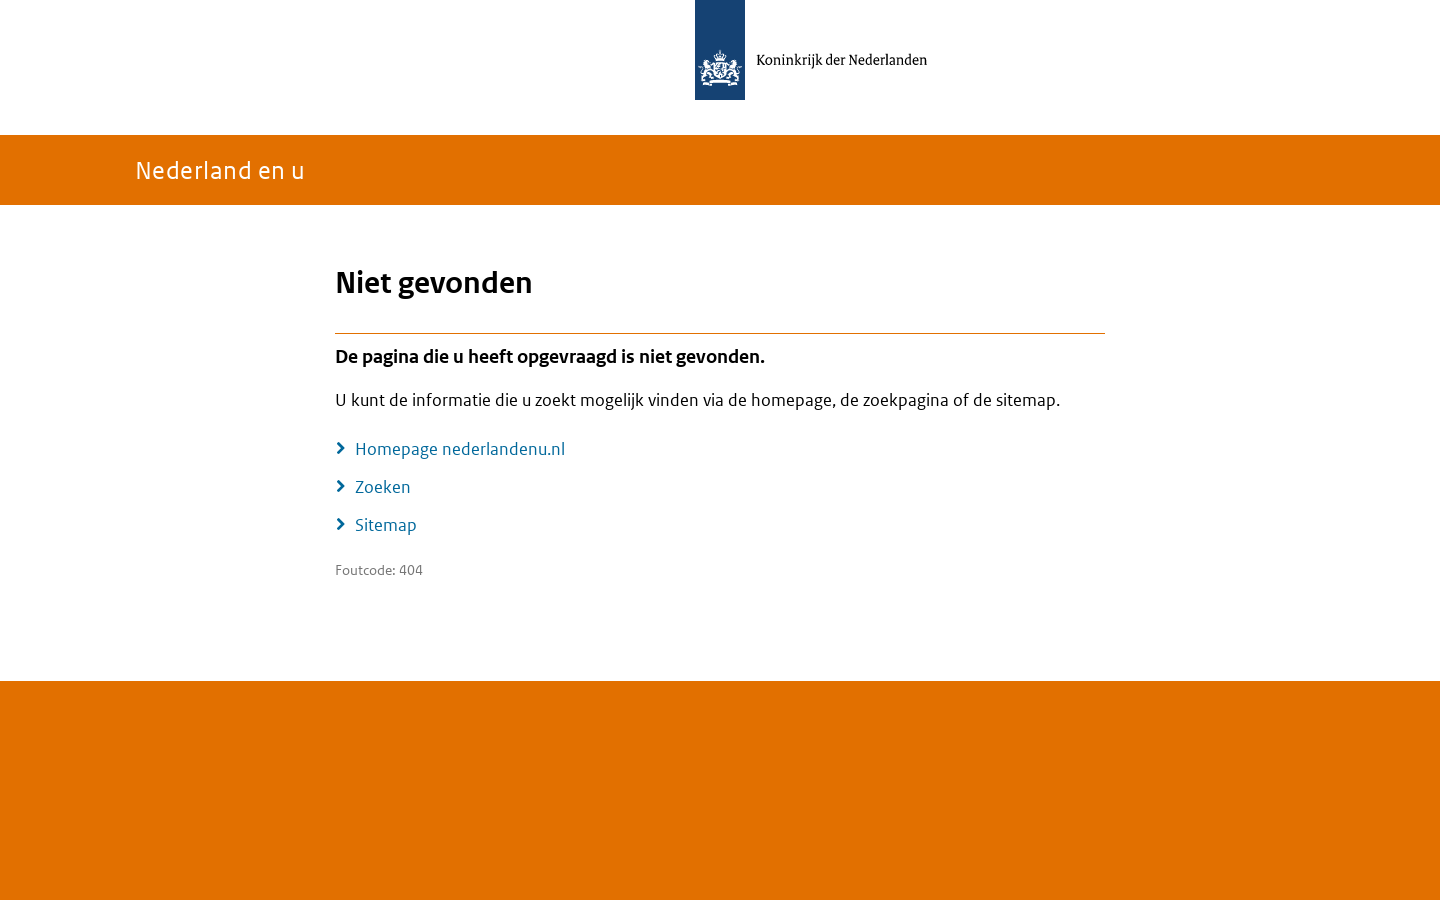 Koninkrijk der Nederlanden
Nederland en u
Niet gevonden
De pagina die u heeft opgevraagd is niet gevonden.
U kunt de informatie die u zoekt mogelijk vinden via de homepage, de zoekpagina of de sitemap.
Homepage nederlandenu.nl
Zoeken
Sitemap
Foutcode: 404